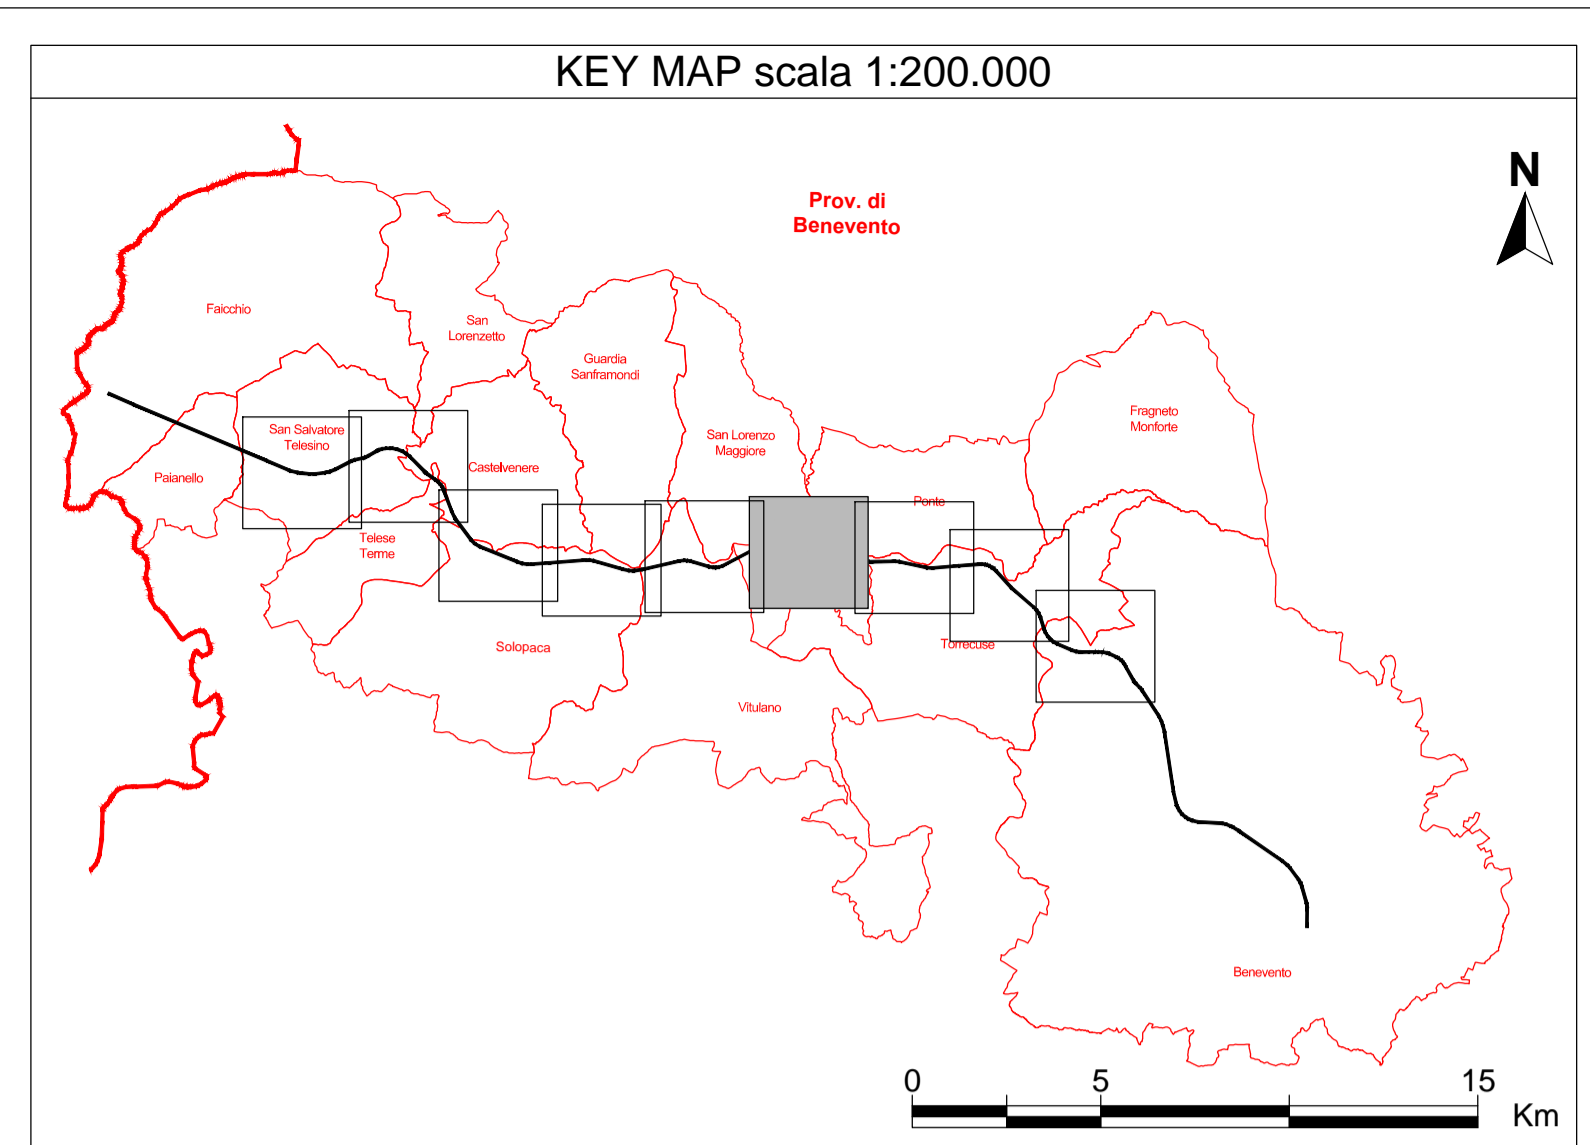 KEY MAP scala 1:200.000
N
Prov. di
Benevento
Faicchio
San
Lorenzetto
Guardia
Sanframondi
Fragneto
Monforte
San Salvatore
Telesino
San Lorenzo
Maggiore
Castelvenere
Paianello
Ponte
Telese
Terme
Solopaca
Torrecuse
Vitulano
Benevento
0 5 15
Km